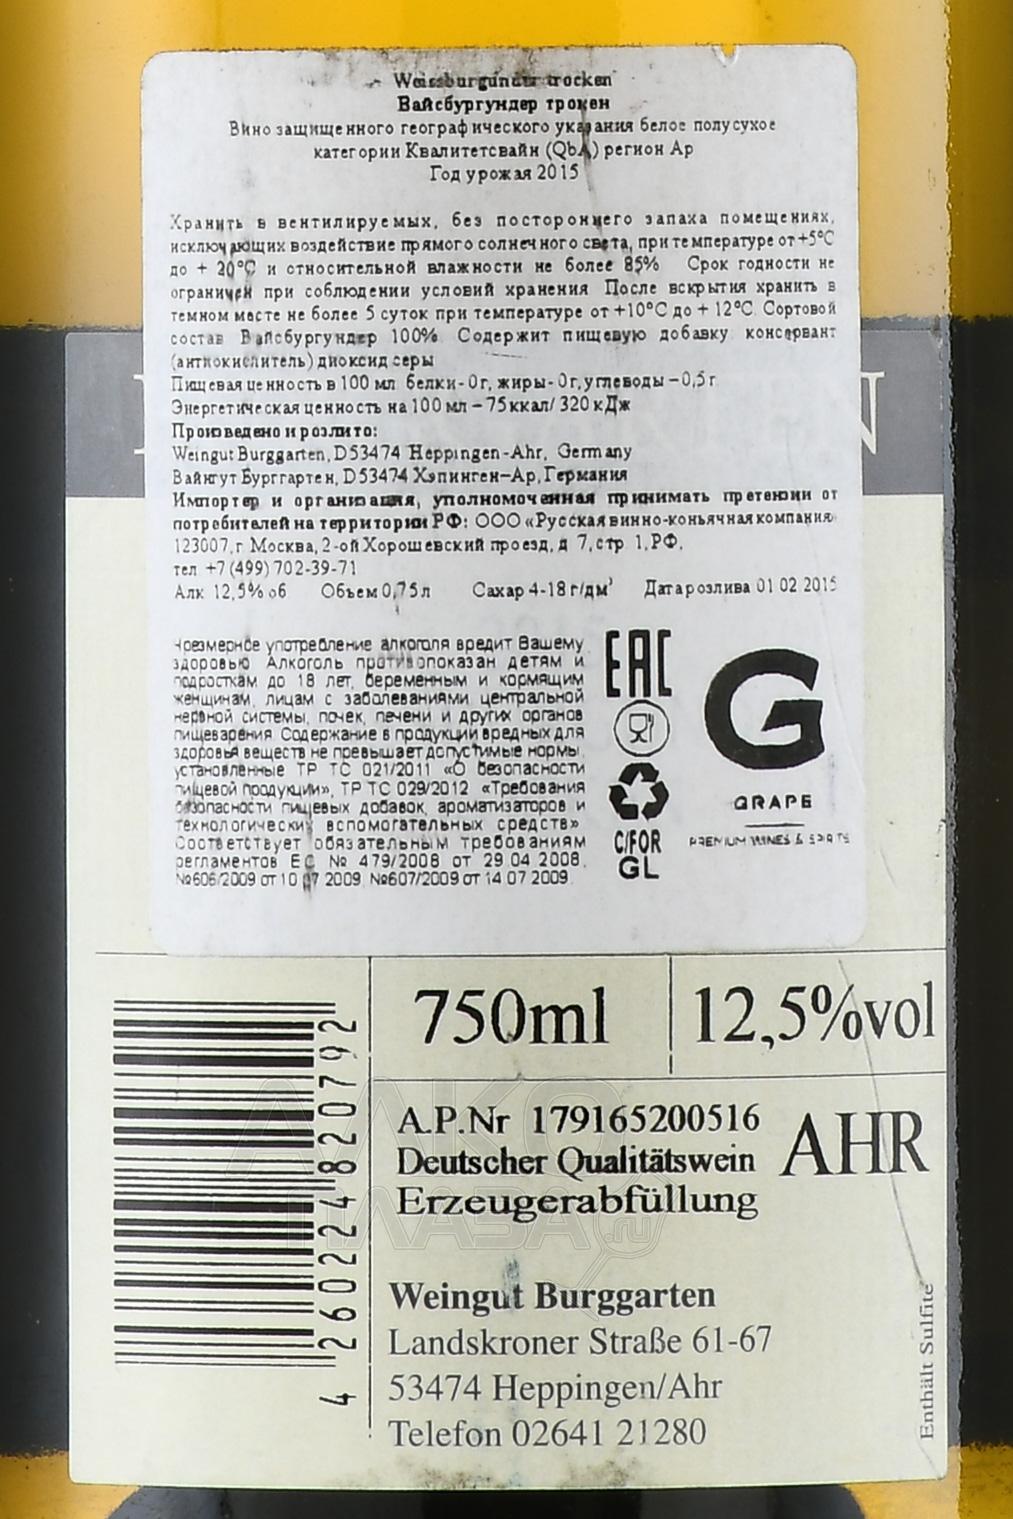 Weissburgunder trocken
Вайсбургундер трокен
Вино защищенного географического указания белое полусухое
категории Квалитетсвайн (QbA) регион Ар
Год урожая 2015
Хранить в вентилируемых, без постороннего запаха помещениях,
исключающих воздействие прямого солнечного света, при температуре от +5°C
до + 20°C и относительной влажности не более 85% Срок годности не
ограничен при соблюдении условий хранения После вскрытия хранить в
темном месте не более 5 суток при температуре от +10°C до + 12°C Сортовой
состав Вайсбургундер 100% Содержит пищевую добавку консервант
(антиокислитель) диоксид серы
Пищевая ценность в 100 мл белки- 0г, жиры- 0г, углеводы – 0,5 г
Энергетическая ценность на 100 мл – 75 ккал/ 320 кДж
Произведено и розлито:
Weingut Burggarten, D53474 Heppingen-Ahr, Germany
Вайнгут Бурггартен, D53474 Хэпинген–Ар, Германия
Импортер и организация, уполномоченная принимать претензии от
потребителей на территории РФ: ООО «Русская винно-коньячная компания»
123007, г Москва, 2-ой Хорошевский проезд, д 7, стр 1, РФ,
тел +7 (499) 702-39-71
Алк 12,5% об Объем 0,75л Сахар 4-18 г/дм³ Дата розлива 01 02 2015
Чрезмерное употребление алкоголя вредит Вашему
здоровью Алкоголь противопоказан детям и
подросткам до 18 лет, беременным и кормящим
женщинам, лицам с заболеваниями центральной
нервной системы, почек, печени и других органов
пищеварения Содержание в продукции вредных для
здоровья веществ не превышает допустимые нормы,
установленные ТР ТС 021/2011 «О безопасности
пищевой продукции», ТР ТС 029/2012 «Требования
безопасности пищевых добавок, ароматизаторов и
технологических вспомогательных средств»
Соответствует обязательным требованиям
регламентов ЕС № 479/2008 от 29 04 2008,
№606/2009 от 10 07 2009, №607/2009 от 14 07 2009
EAC
C/FOR
GL
G
GRAPE
PREMIUM WINES & SPIRITS
N
750ml
12,5%vol
4 260224 820792
A.P.Nr 179165200516
Deutscher Qualitätswein
AHR
Erzeugerabfüllung
Weingut Burggarten
Landskroner Straße 61-67
53474 Heppingen/Ahr
Telefon 02641 21280
Enthält Sulfite
АЛКО
ПЛАЗА.ru